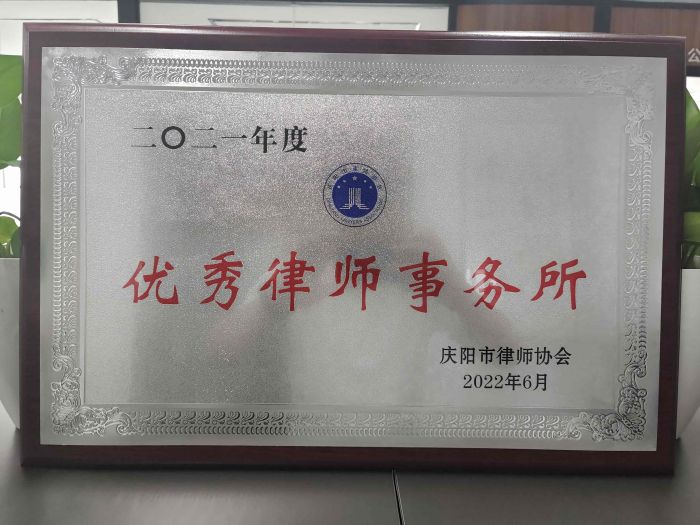 二〇二一年度
优秀律师事务所
庆阳市律师协会
2022年6月
公